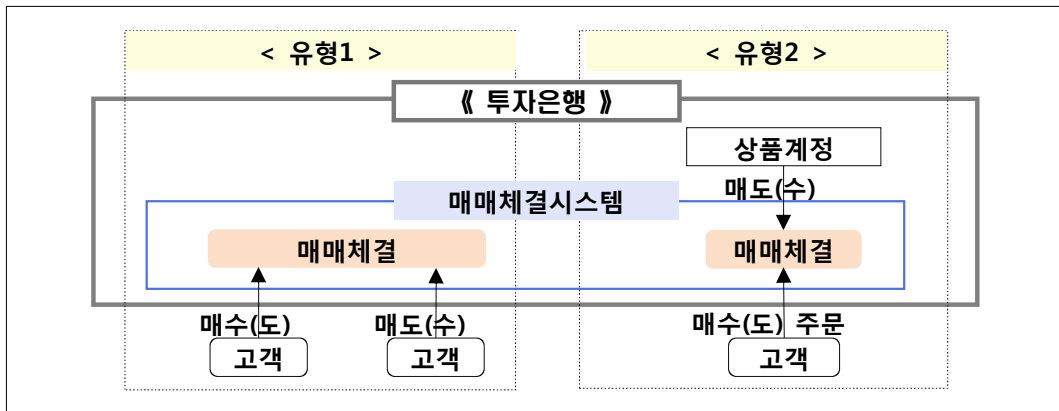 < 유형1 > < 유형2 >
《 투자은행 》
상품계정
매도(수)
매매체결시스템
매매체결 매매체결
매수(도) 매도(수) 매수(도) 주문
고객 고객 고객